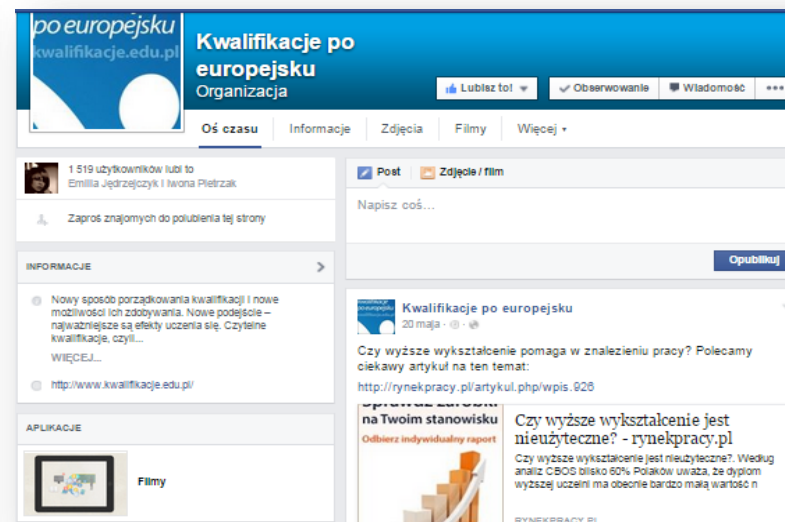 po europejsku
kwalifikacje.edu.pl
Kwalifikacje po
europejsku
Organizacja
Lubisz to!
Obserwowanie
Wiadomość
Oś czasu
Informacje
Zdjęcia
Filmy
Więcej
1 519 użytkowników lubi to
Emilia Jędrzejczyk i Iwona Pietrzak
Zaproś znajomych do polubienia tej strony
INFORMACJE
Nowy sposób porządkowania kwalifikacji i nowe
możliwości ich zdobywania. Nowe podejście –
najważniejsze są efekty uczenia się. Czytelne
kwalifikacje, czyli...
WIĘCEJ...
http://www.kwalifikacje.edu.pl/
APLIKACJE
Filmy
Post
Zdjęcie / film
Napisz coś...
Opublikuj
Kwalifikacje po europejsku
20 maja
Czy wyższe wykształcenie pomaga w znalezieniu pracy? Polecamy
ciekawy artykuł na ten temat:
http://rynekpracy.pl/artykul.php/wpis.926
Sprawdź zarobki
na Twoim stanowisku
Odbierz indywidualny raport
Czy wyższe wykształcenie jest
nieużyteczne? - rynekpracy.pl
Czy wyższe wykształcenie jest nieużyteczne?. Według
analiz CBOS blisko 60% Polaków uważa, że dyplom
wyższej uczelni ma obecnie bardzo małą wartość n
RYNEKPRACY.PL